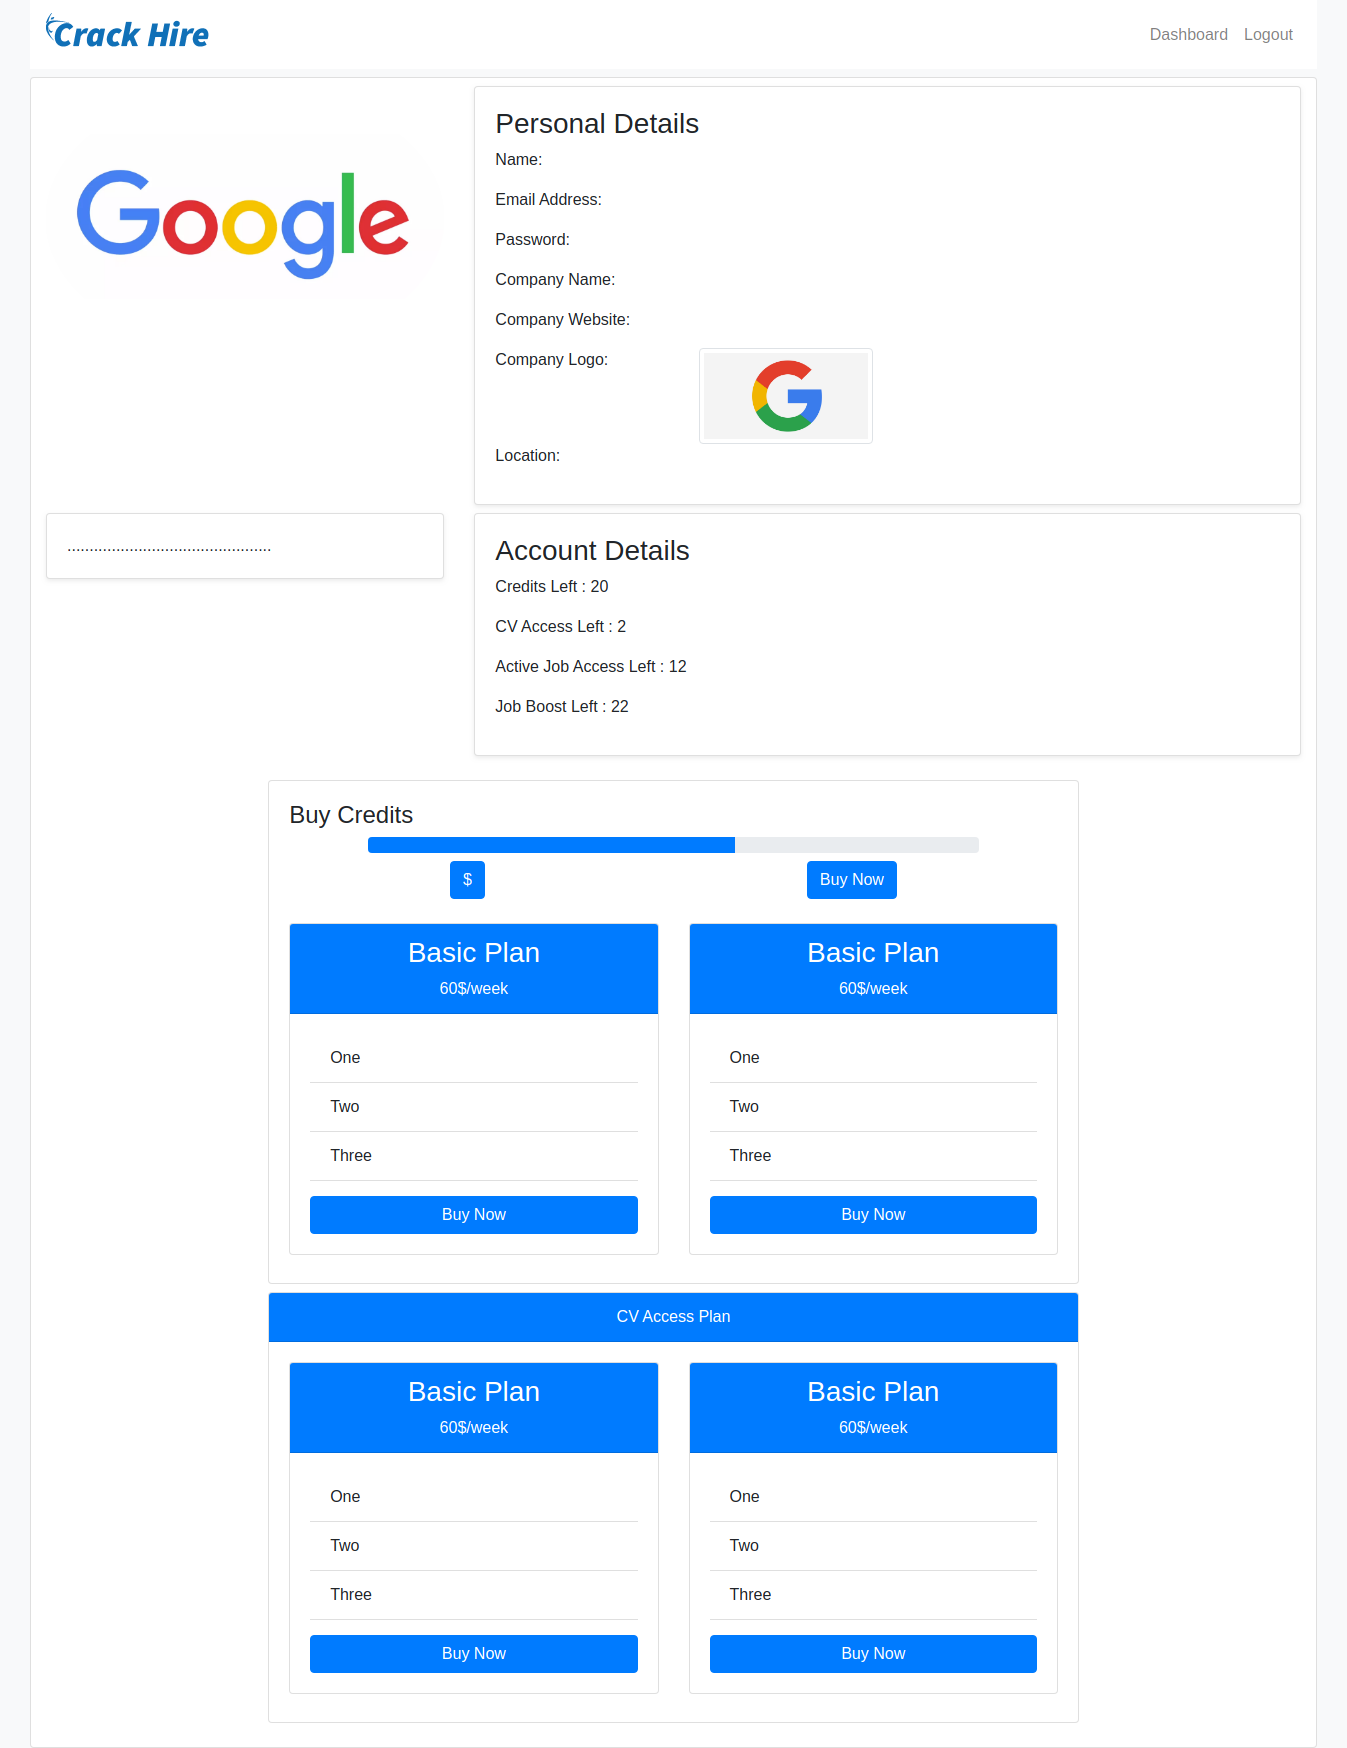 Crack Hire
Dashboard Logout
Google
Personal Details
Name:
Email Address:
Password:
Company Name:
Company Website:
Company Logo:
G
Location:
..............................................
Account Details
Credits Left : 20
CV Access Left : 2
Active Job Access Left : 12
Job Boost Left : 22
Buy Credits
$ Buy Now
Basic Plan
60$/week
One
Two
Three
Buy Now
Basic Plan
60$/week
One
Two
Three
Buy Now
CV Access Plan
Basic Plan
60$/week
One
Two
Three
Buy Now
Basic Plan
60$/week
One
Two
Three
Buy Now